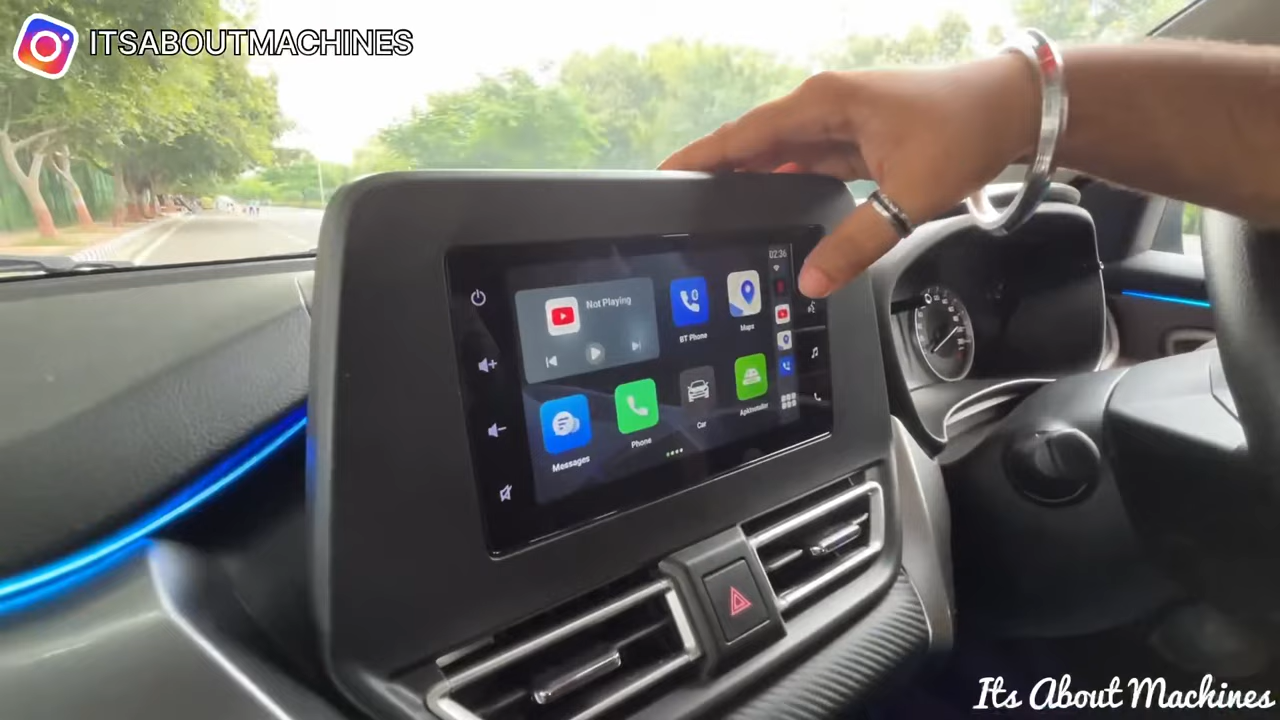 ITSABOUTMACHINES
Not Playing
02:36
BT Phone
Maps
Messages
Phone
Car
ApkInstaller
Its About Machines